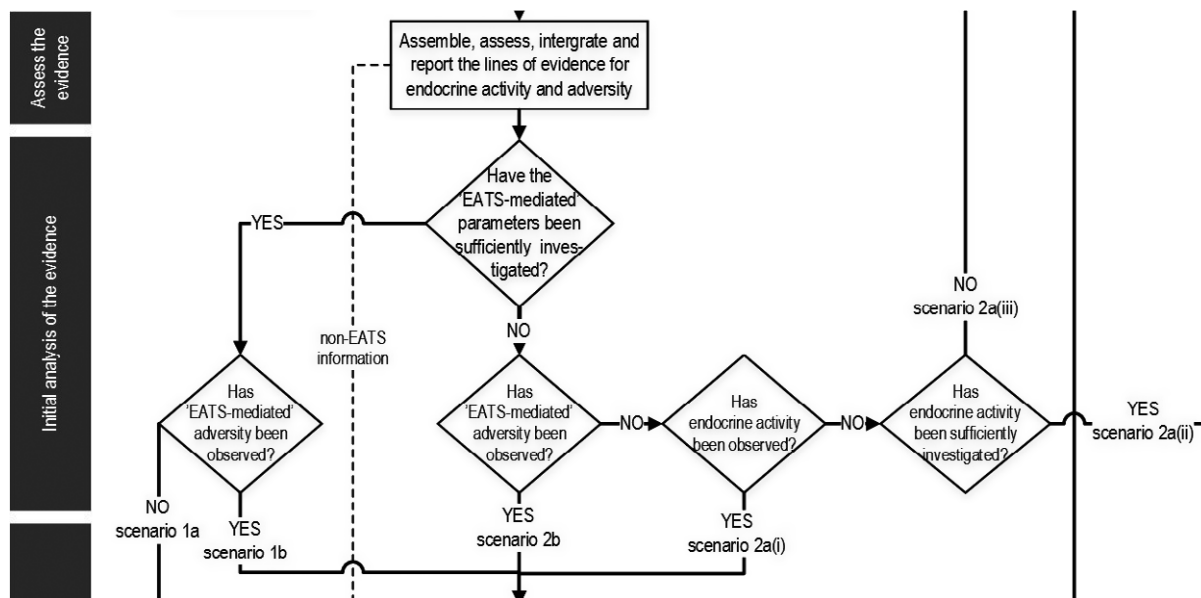 Assess the
evidence
Assemble, assess, intergrate and
report the lines of evidence for
endocrine activity and adversity
Initial analysis of the evidence
Have the
'EATS-mediated'
parameters been
sufficiently inves-
tigated?
YES
NO
non-EATS
information
Has
'EATS-mediated'
adversity been
observed?
Has
'EATS-mediated'
adversity been
observed?
NO
Has
endocrine activity
been observed?
NO
Has
endocrine activity
been sufficiently
investigated?
NO
scenario 2a(iii)
YES
scenario 2a(ii)
NO
scenario 1a
YES
scenario 1b
YES
scenario 2b
YES
scenario 2a(i)